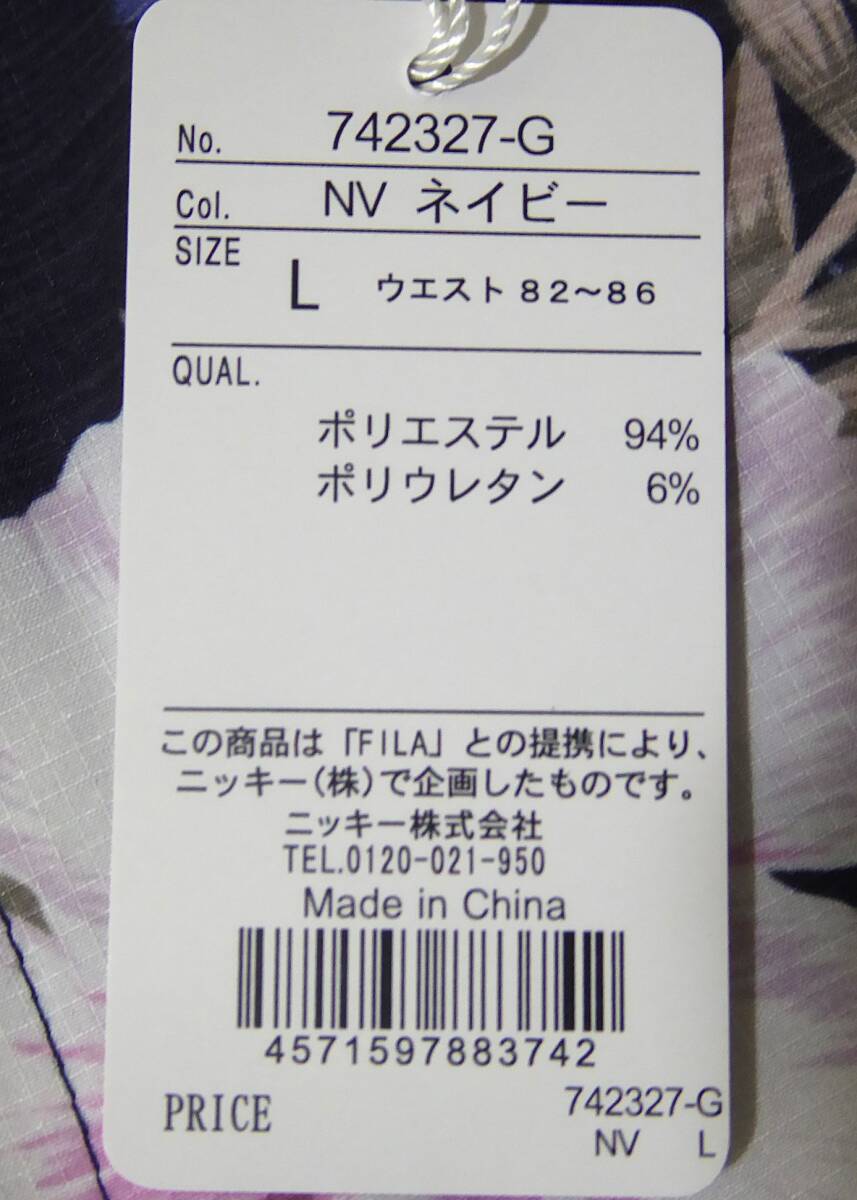 No. 742327-G
Col. NV ネイビー
SIZE L ウエスト 82～86
QUAL.
ポリエステル 94%
ポリウレタン 6%
この商品は「FILA」との提携により、
ニッキー(株)で企画したものです。
ニッキー株式会社
TEL.0120-021-950
Made in China
4571597883742
PRICE 742327-G
NV L